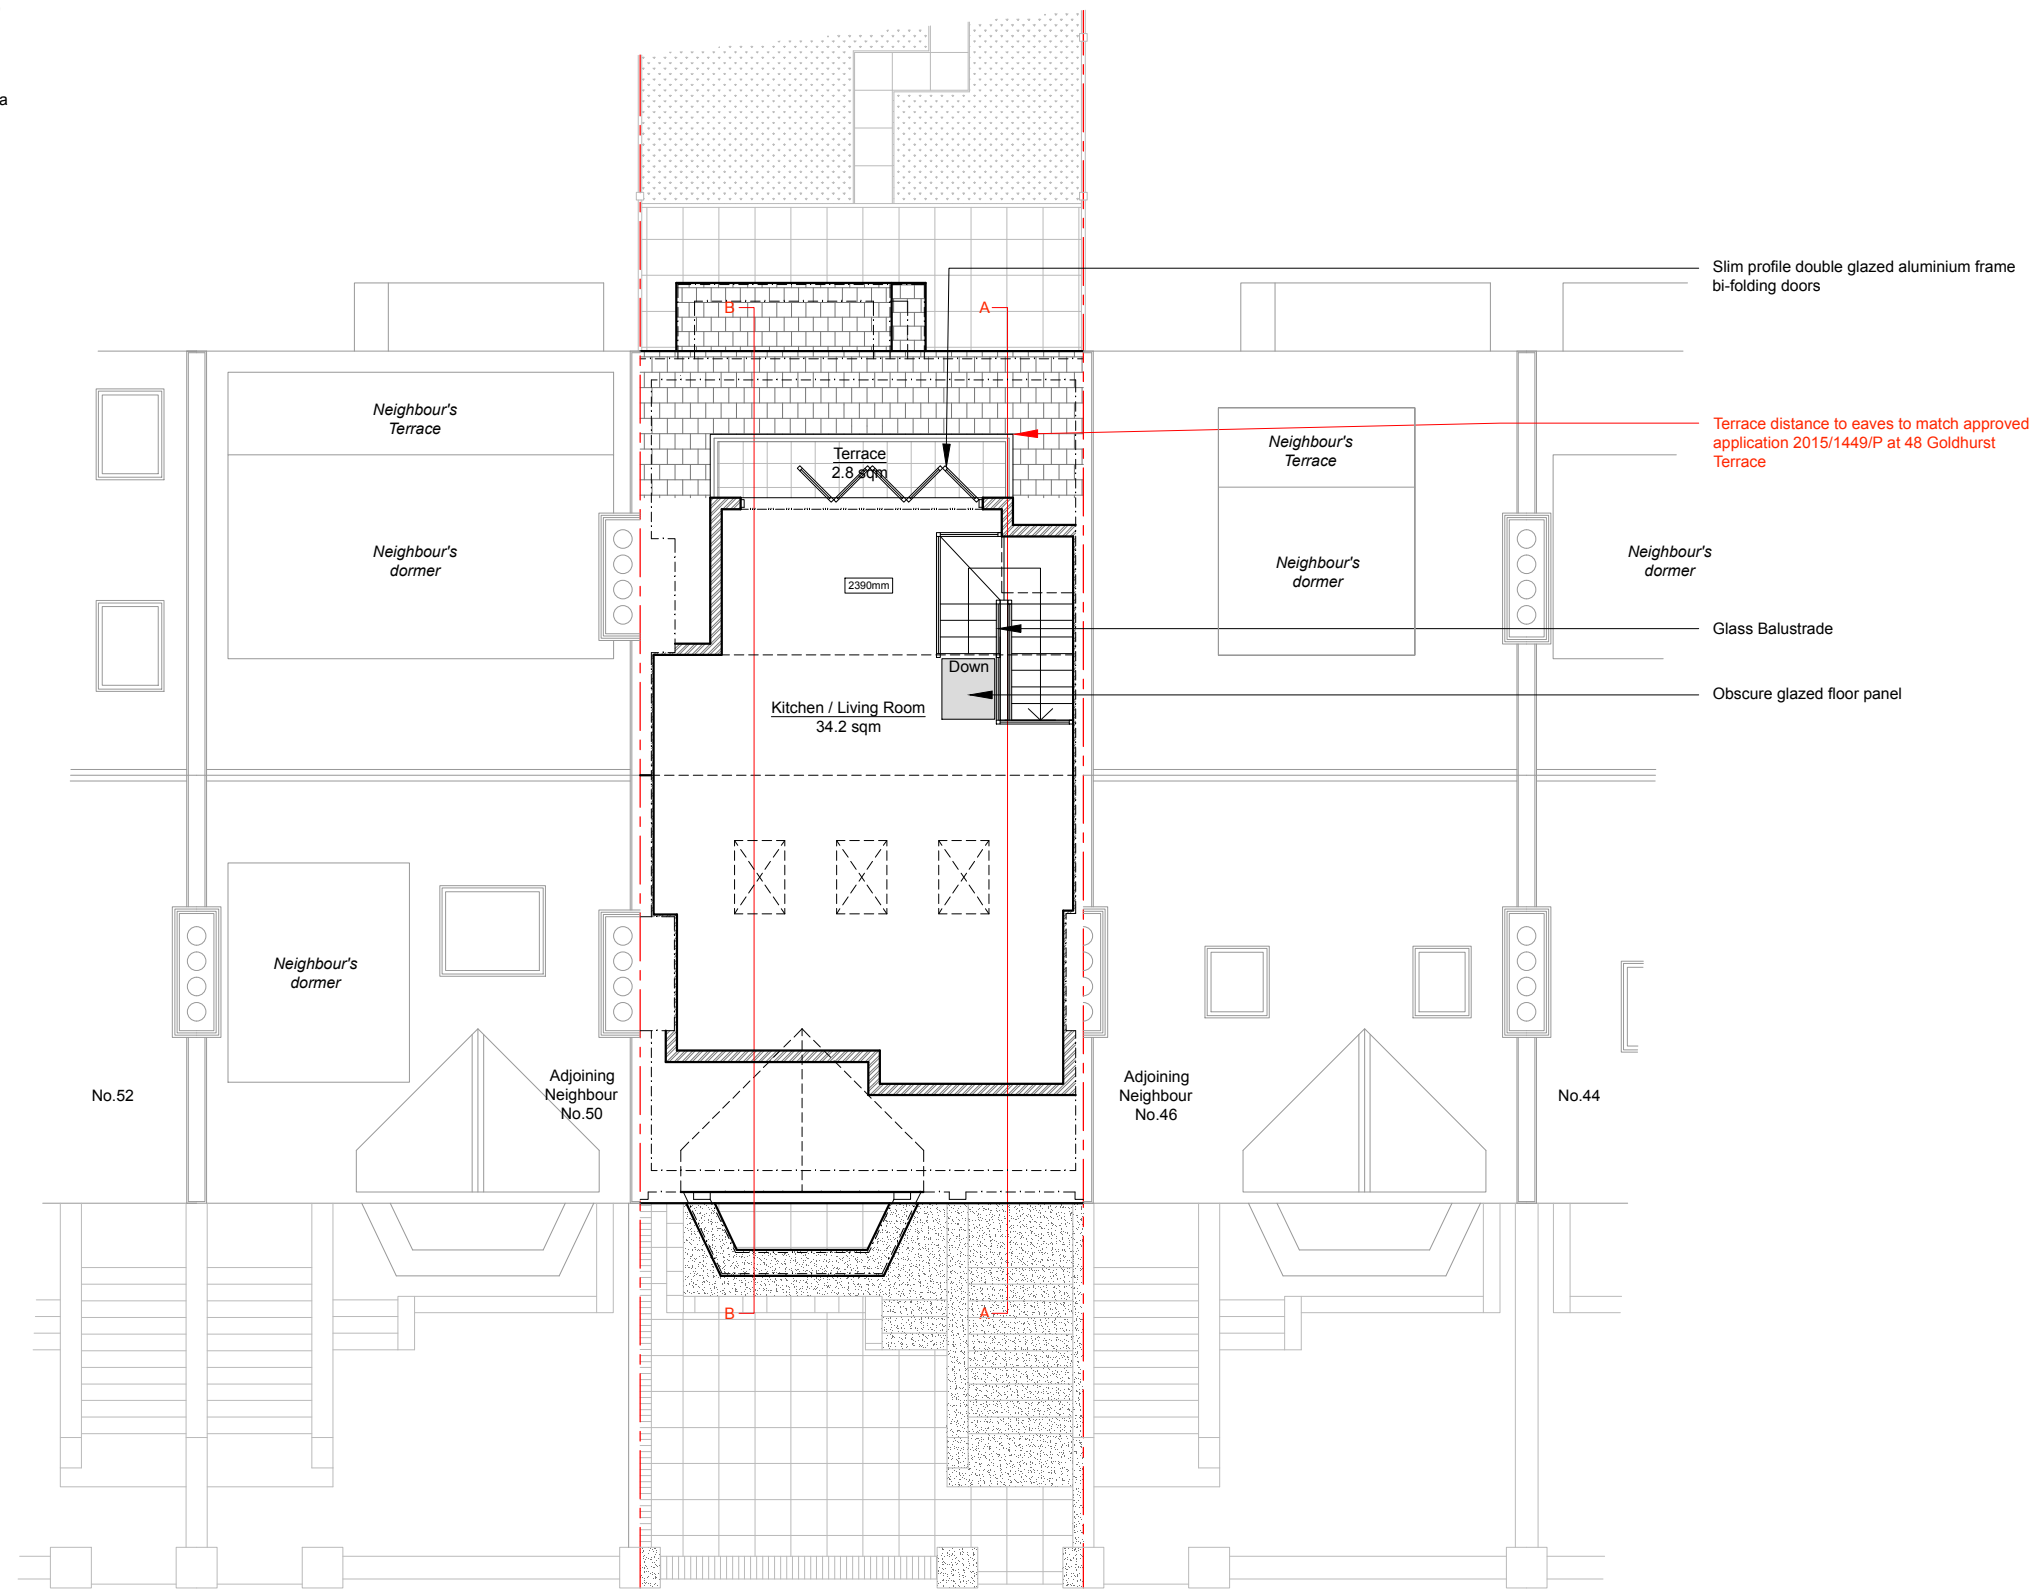 a
Slim profile double glazed aluminium frame
bi-folding doors
B
A
Neighbour's
Terrace
Terrace distance to eaves to match approved
application 2015/1449/P at 48 Goldhurst
Terrace
Neighbour's
Terrace
Terrace
2.8 sqm
Neighbour's
dormer
Neighbour's
dormer
Neighbour's
dormer
2390mm
Glass Balustrade
Down
Obscure glazed floor panel
Kitchen / Living Room
34.2 sqm
Neighbour's
dormer
No.52
Adjoining
Neighbour
No.50
Adjoining
Neighbour
No.46
No.44
B
A